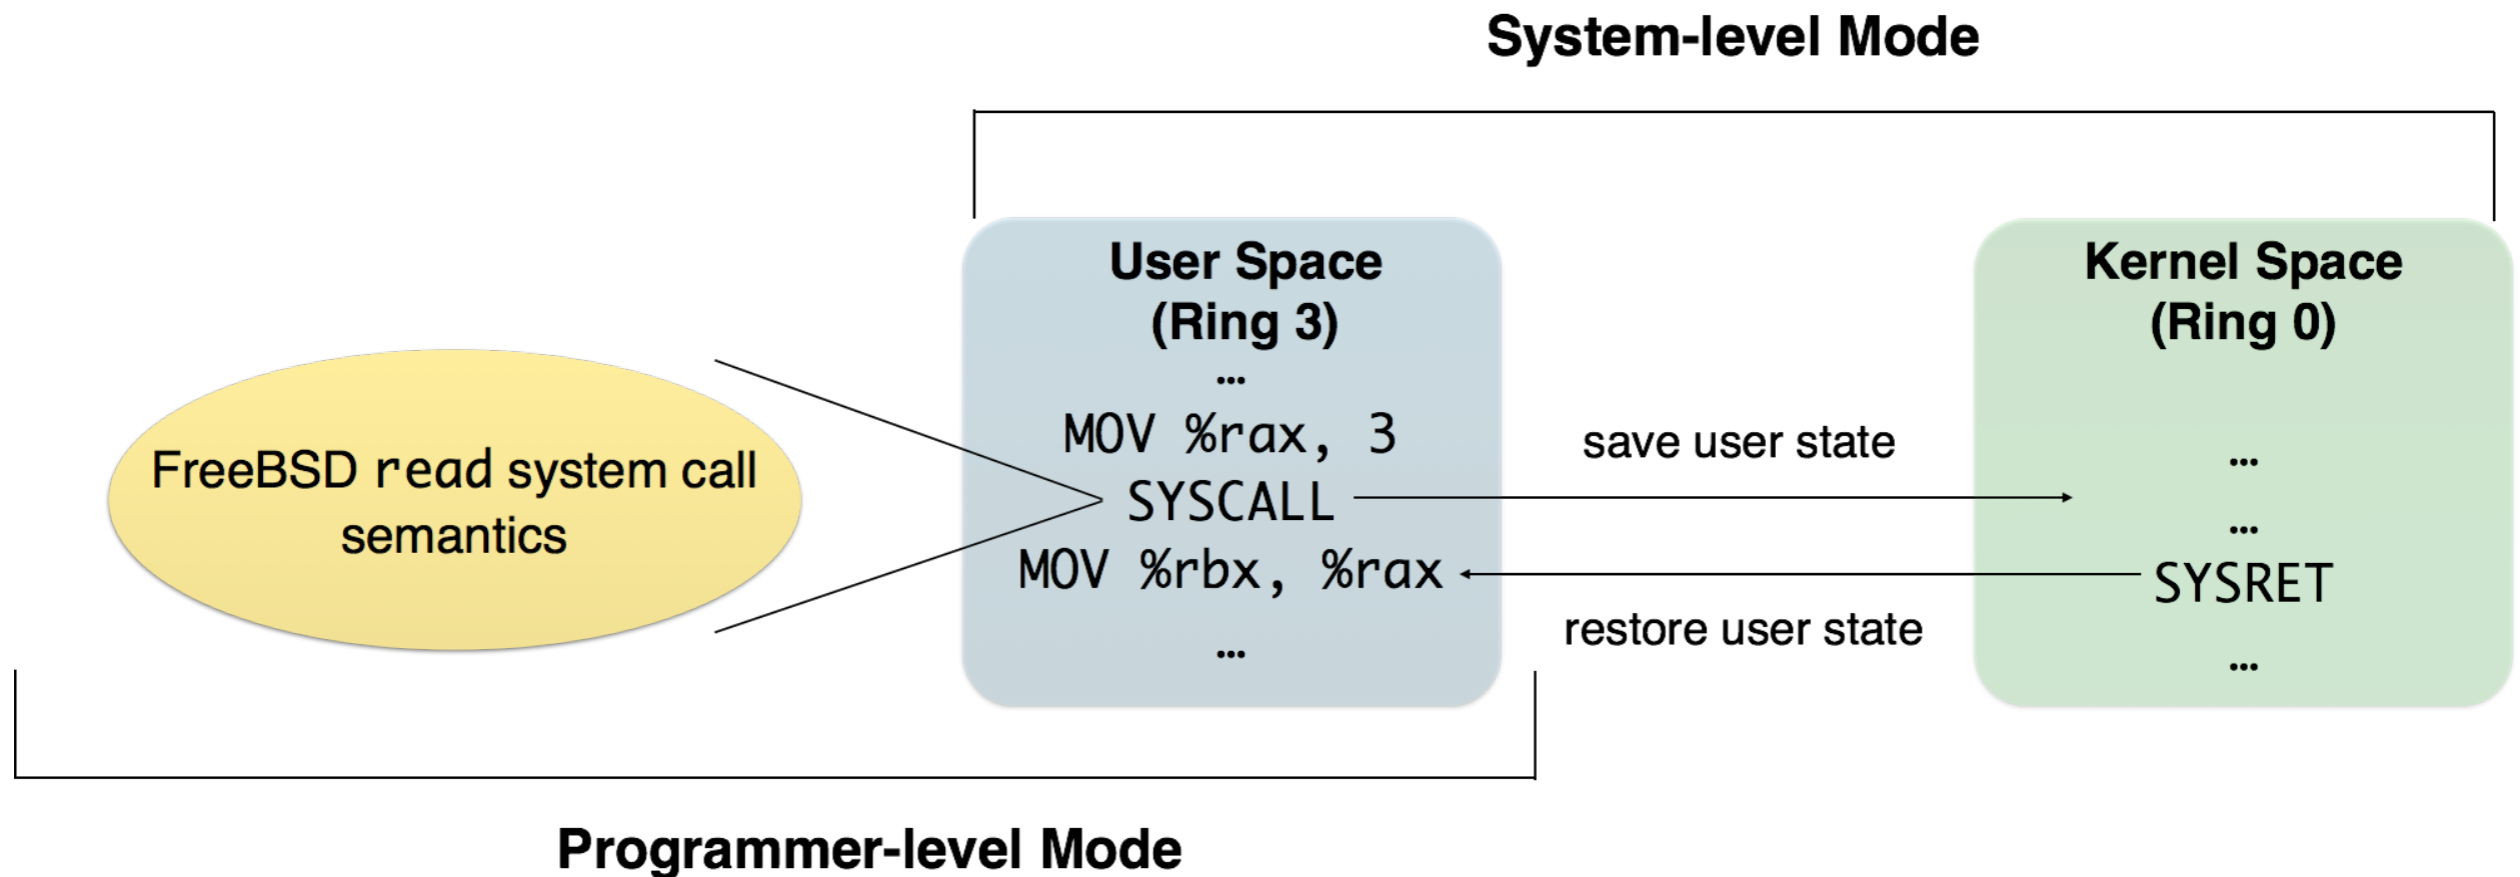 System-level Mode
User Space
(Ring 3)
…
MOV %rax, 3
SYSCALL
MOV %rbx, %rax
…
Kernel Space
(Ring 0)
…
…
SYSRET
…
save user state
restore user state
FreeBSD read system call
semantics
Programmer-level Mode